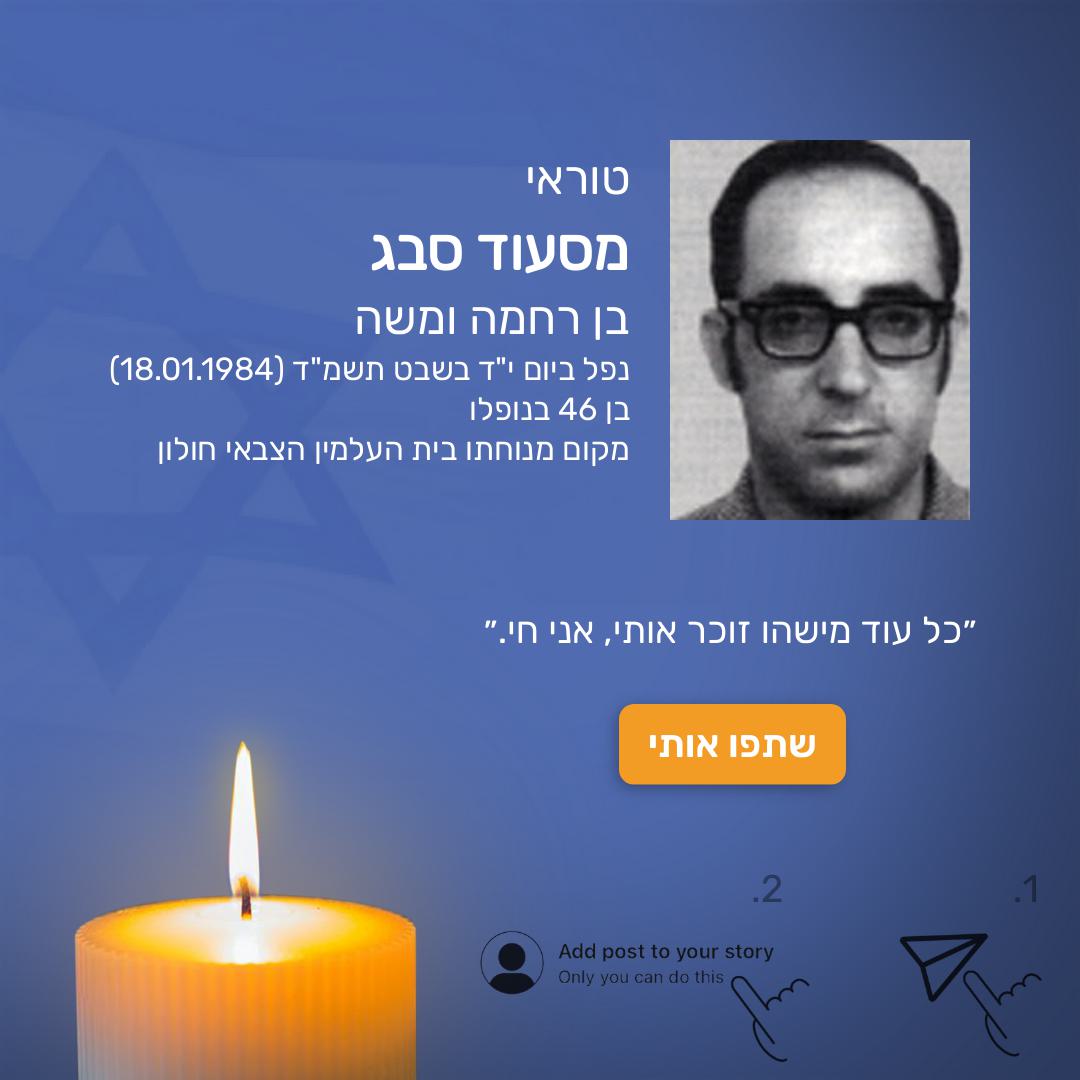 טוראי
מסעוד סבג
בן רחמה ומשה
נפל ביום י"ד בשבט תשמ"ד (18.01.1984)
בן 46 בנופלו
מקום מנוחתו בית העלמין הצבאי חולון
״כל עוד מישהו זוכר אותי, אני חי.״
שתפו אותי
1.
2.
Add post to your story
Only you can do this